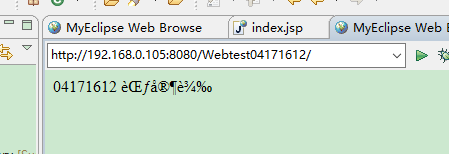 MyEclipse Web Browse
index.jsp
MyEclipse Web B
http://192.168.0.105:8080/Webtest04171612/
04171612 èŒƒå®¶è¾‰